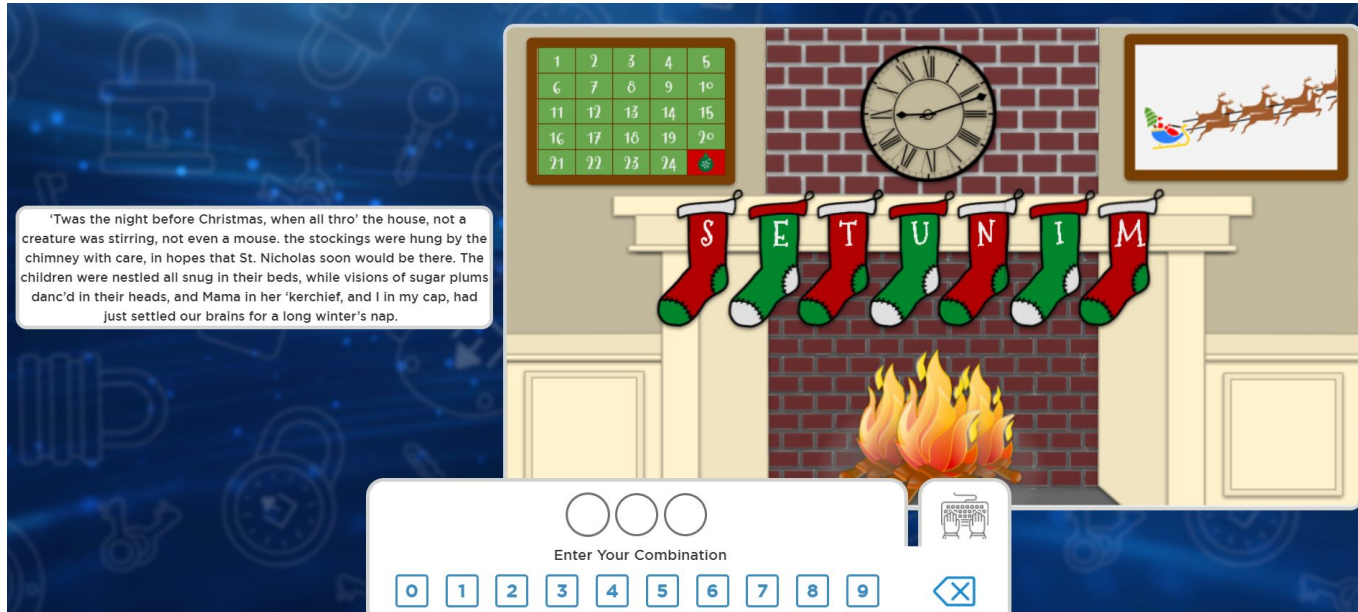 'Twas the night before Christmas, when all thro' the house, not a
creature was stirring, not even a mouse. the stockings were hung by the
chimney with care, in hopes that St. Nicholas soon would be there. The
children were nestled all snug in their beds, while visions of sugar plums
danc'd in their heads, and Mama in her 'kerchief, and I in my cap, had
just settled our brains for a long winter's nap.
1 2 3 4 5
6 7 8 9 10
11 12 13 14 15
16 17 18 19 20
21 22 23 24
S E T U N I M
Enter Your Combination
0 1 2 3 4 5 6 7 8 9